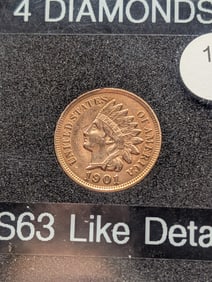 4 DIAMONDS
1
UNITED STATES OF AMERICA
1901
S63 Like Deta